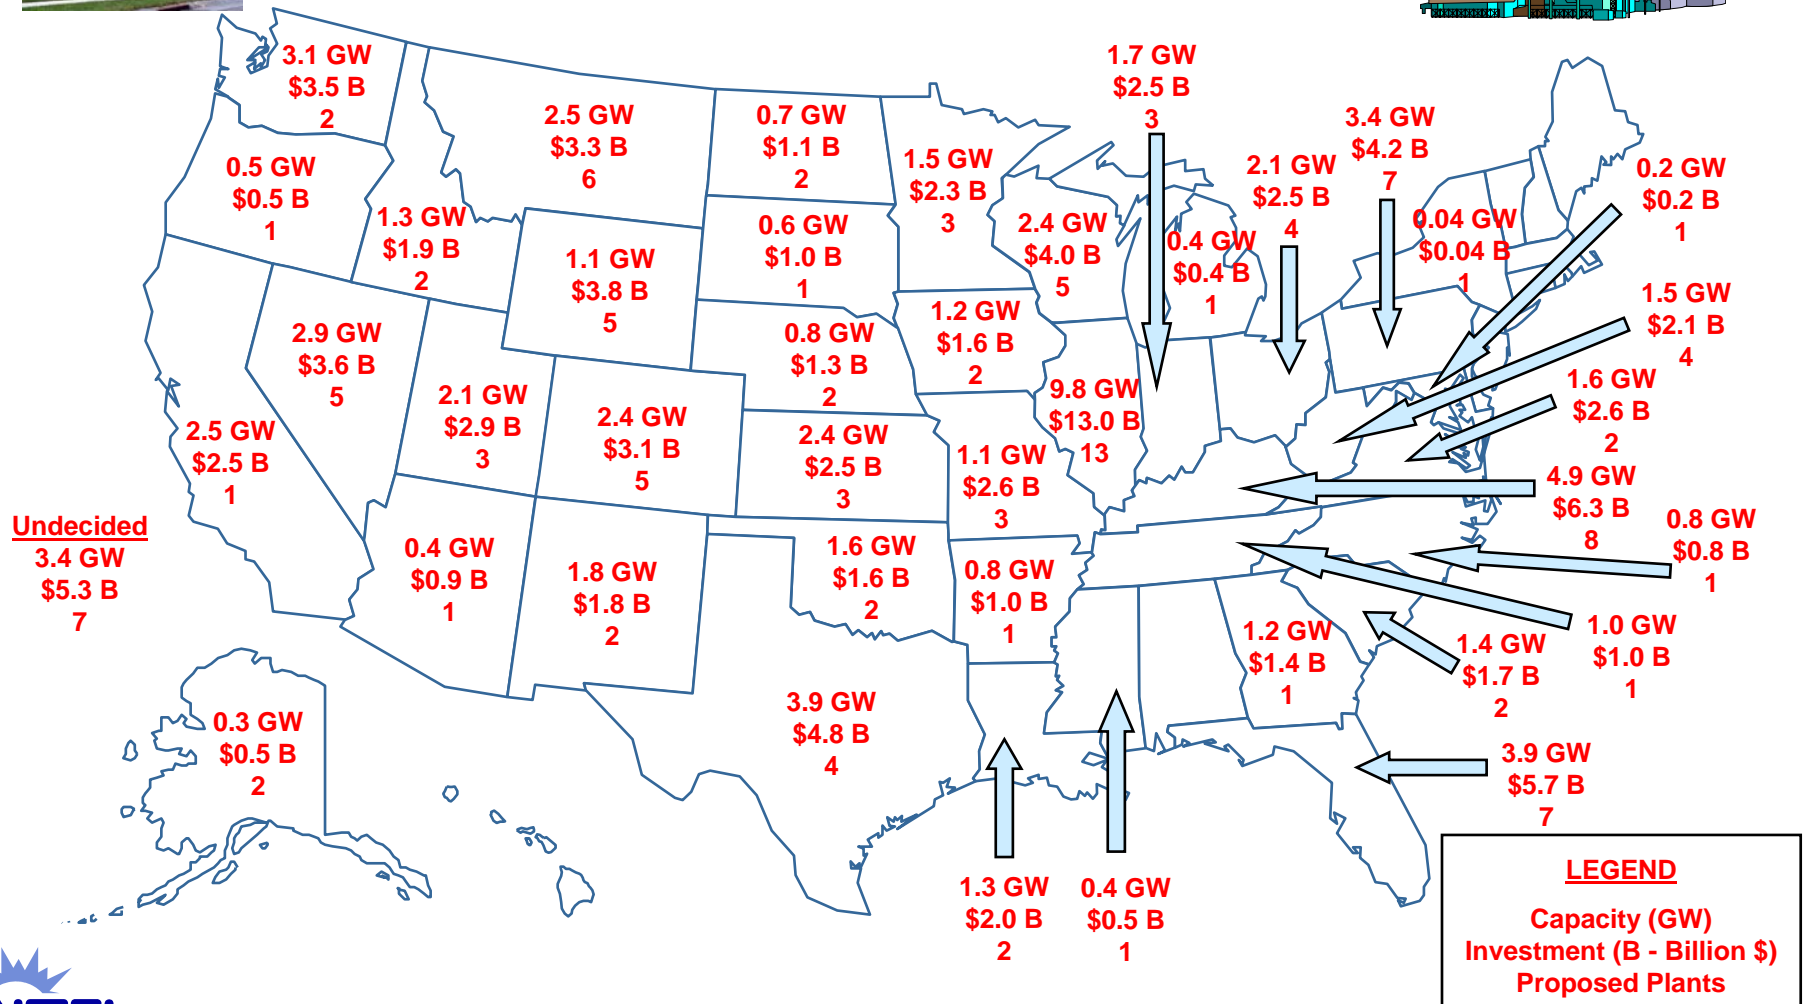 3.1 GW
$3.5 B
2
0.5 GW
$0.5 B
1
1.3 GW
$1.9 B
2
2.5 GW
$3.3 B
6
0.7 GW
$1.1 B
2
1.5 GW
$2.3 B
3
1.7 GW
$2.5 B
3
3.4 GW
$4.2 B
7
2.1 GW
$2.5 B
4
0.2 GW
$0.2 B
1
0.04 GW
$0.04 B
1
0.6 GW
$1.0 B
1
2.4 GW
$4.0 B
5
0.4 GW
$0.4 B
1
1.1 GW
$3.8 B
5
2.9 GW
$3.6 B
5
0.8 GW
$1.3 B
2
1.2 GW
$1.6 B
2
1.5 GW
$2.1 B
4
1.6 GW
$2.6 B
2
2.1 GW
$2.9 B
3
2.4 GW
$3.1 B
5
2.4 GW
$2.5 B
3
9.8 GW
$13.0 B
13
1.1 GW
$2.6 B
3
2.5 GW
$2.5 B
1
4.9 GW
$6.3 B
8
0.8 GW
$0.8 B
1
Undecided
3.4 GW
$5.3 B
7
0.4 GW
$0.9 B
1
1.8 GW
$1.8 B
2
1.6 GW
$1.6 B
2
0.8 GW
$1.0 B
1
1.2 GW
$1.4 B
1
1.4 GW
$1.7 B
2
1.0 GW
$1.0 B
1
0.3 GW
$0.5 B
2
3.9 GW
$4.8 B
4
3.9 GW
$5.7 B
7
1.3 GW
$2.0 B
2
0.4 GW
$0.5 B
1
LEGEND
Capacity (GW)
Investment (B - Billion $)
Proposed Plants